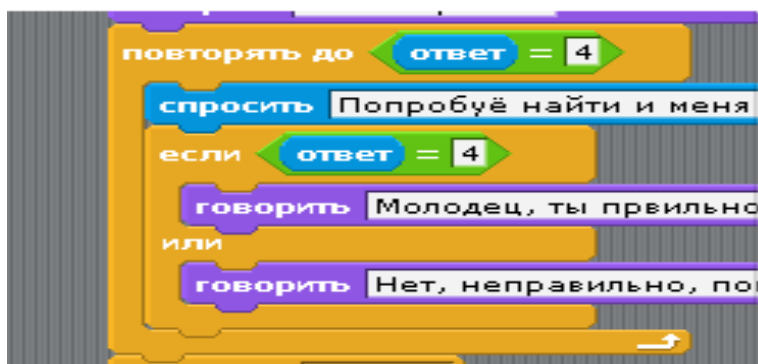 повторять до ответ = 4
спросить Попробуё найти и меня
если ответ = 4
говорить Молодец, ты првильно
или
говорить Нет, неправильно,